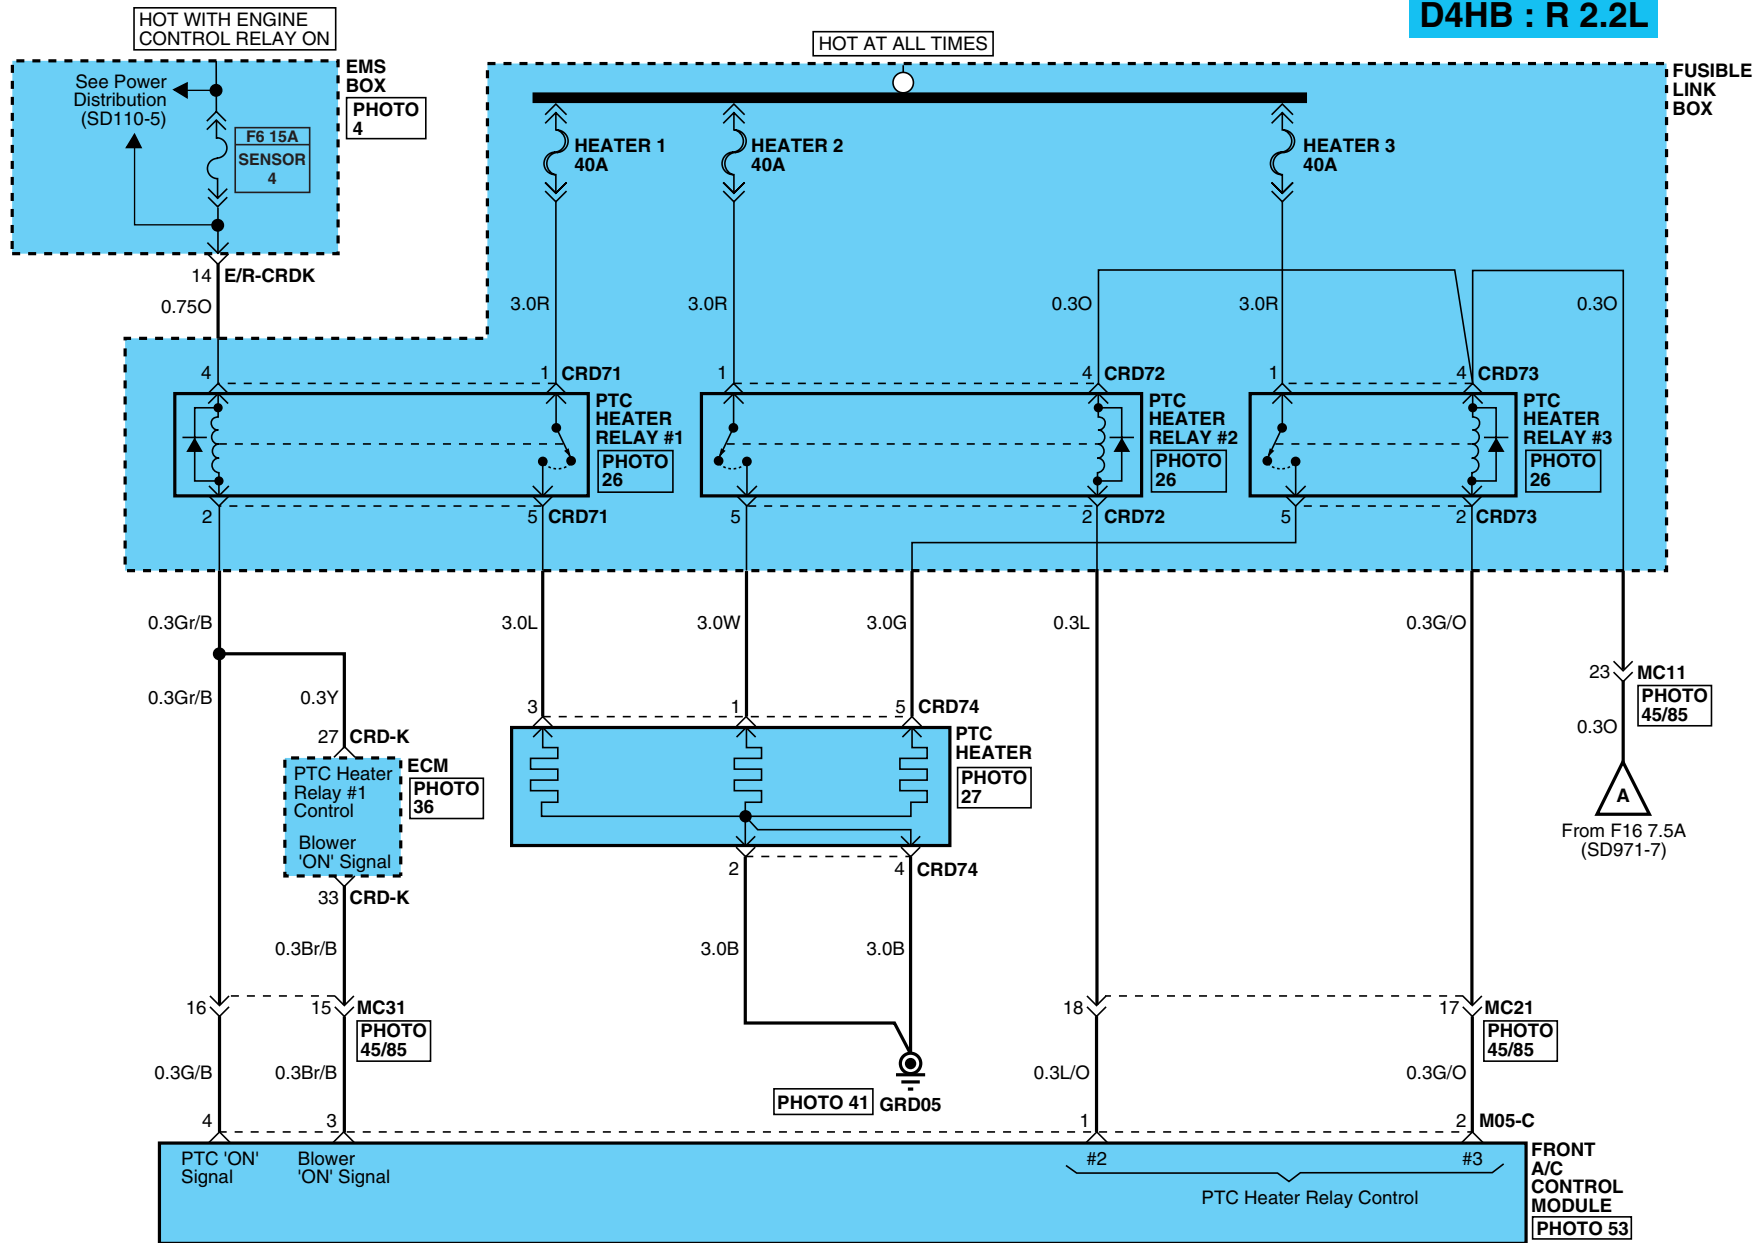 D4HB : R 2.2L
HOT WITH ENGINE
CONTROL RELAY ON
HOT AT ALL TIMES
EMS
BOX
PHOTO
4
See Power
Distribution
(SD110-5)
F6 15A
SENSOR
4
FUSIBLE
LINK
BOX
HEATER 1
40A
HEATER 2
40A
HEATER 3
40A
14 E/R-CRDK
0.75O
3.0R
3.0R
0.3O
3.0R
0.3O
4
1 CRD71
1
4 CRD72
1
4 CRD73
PTC
HEATER
RELAY #1
PHOTO
26
PTC
HEATER
RELAY #2
PHOTO
26
PTC
HEATER
RELAY #3
PHOTO
26
2
5 CRD71
5
2 CRD72
5
2 CRD73
0.3Gr/B
3.0L
3.0W
3.0G
0.3L
0.3G/O
23 MC11
PHOTO
45/85
0.3Gr/B
0.3Y
3
1
5 CRD74
0.3O
27 CRD-K
PTC Heater
Relay #1
Control
Blower
'ON' Signal
ECM
PHOTO
36
PTC
HEATER
PHOTO
27
A
From F16 7.5A
(SD971-7)
33 CRD-K
2
4 CRD74
0.3Br/B
3.0B
3.0B
16
15 MC31
PHOTO
45/85
18
17 MC21
PHOTO
45/85
0.3G/B
0.3Br/B
0.3L/O
0.3G/O
PHOTO 41 GRD05
4
3
1
2 M05-C
PTC 'ON'
Signal
Blower
'ON' Signal
#2
#3
PTC Heater Relay Control
FRONT
A/C
CONTROL
MODULE
PHOTO 53